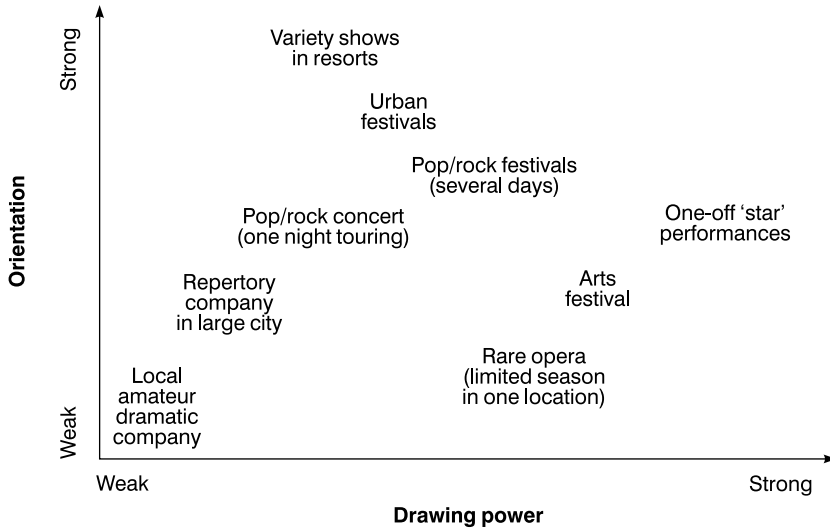 Strong
Orientation
Weak
Variety shows
in resorts
Urban
festivals
Pop/rock festivals
(several days)
Pop/rock concert
(one night touring)
One-off ‘star’
performances
Repertory
company
in large city
Arts
festival
Rare opera
(limited season
in one location)
Local
amateur
dramatic
company
Weak
Strong
Drawing power